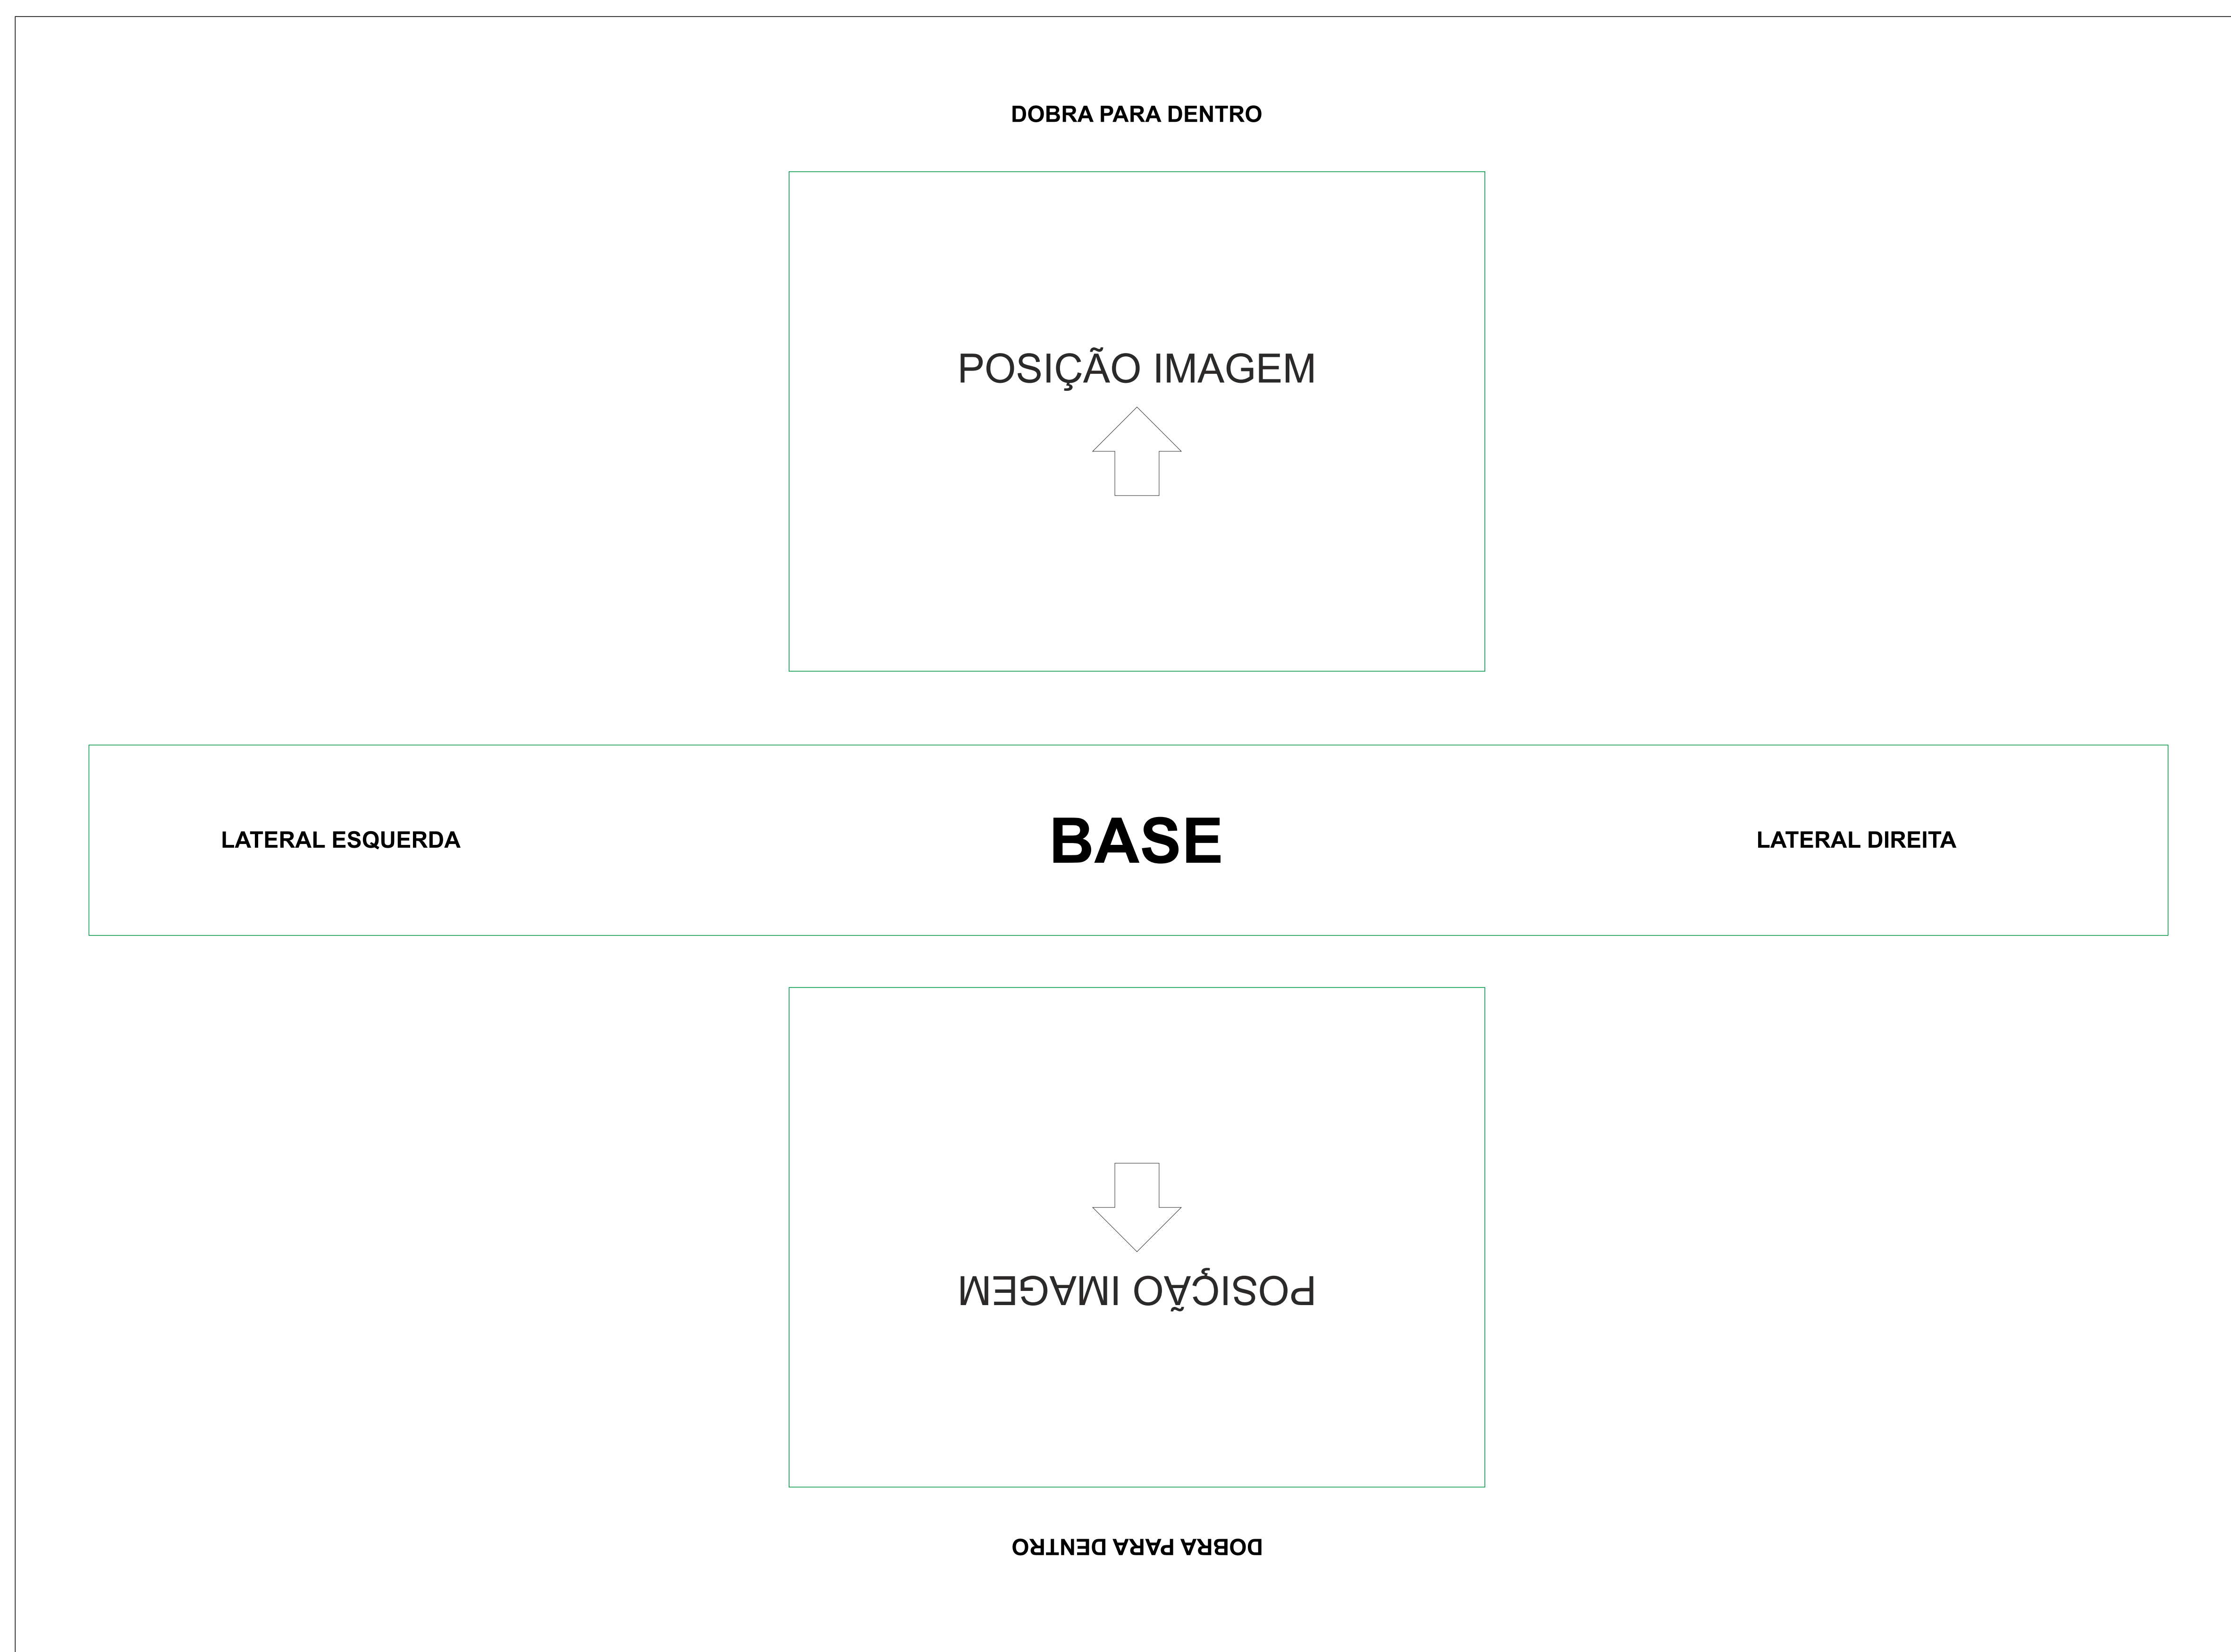 DOBRA PARA DENTRO
POSIÇÃO IMAGEM
LATERAL ESQUERDA
BASE
LATERAL DIREITA
POSIÇÃO IMAGEM
DOBRA PARA DENTRO